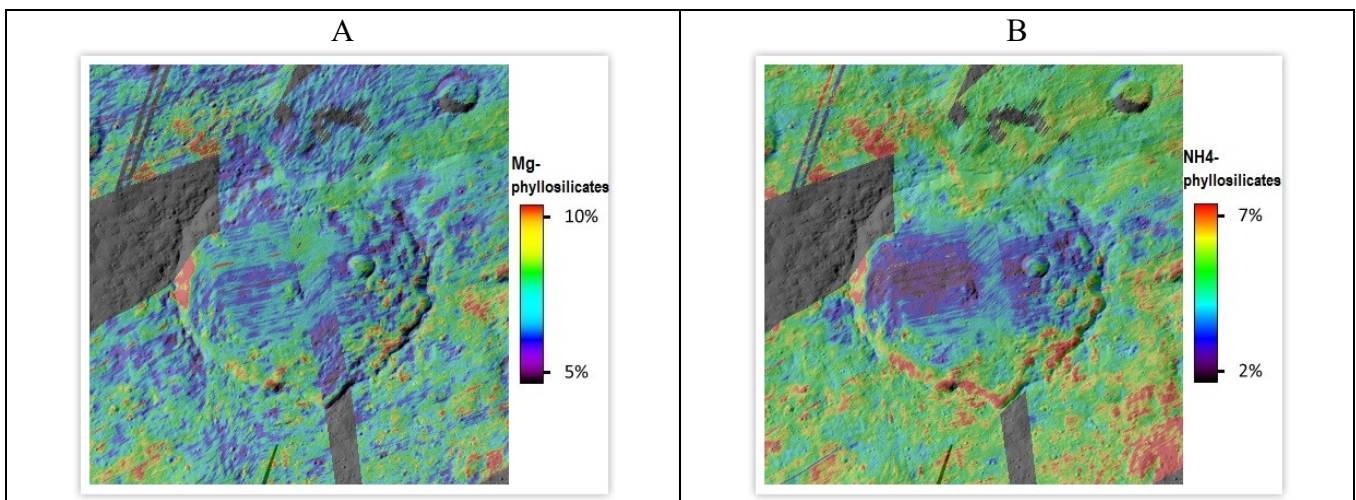 A
B
Mg-
phyllosilicates
10%
5%
NH4-
phyllosilicates
7%
2%